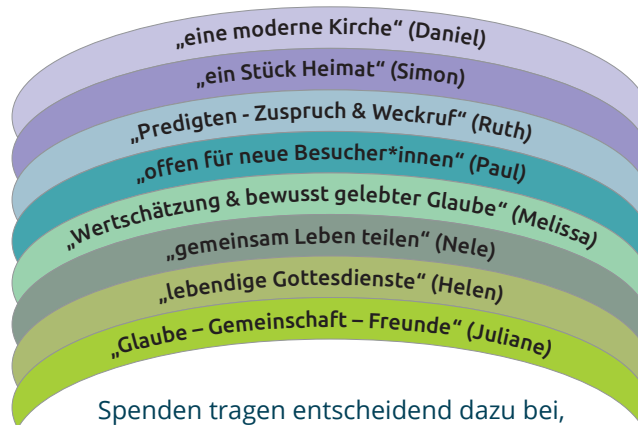 „eine moderne Kirche“ (Daniel)
„ein Stück Heimat“ (Simon)
„Predigten - Zuspruch & Weckruf“ (Ruth)
„offen für neue Besucher*innen“ (Paul)
„Wertschätzung & bewusst gelebter Glaube“ (Melissa)
„gemeinsam Leben teilen“ (Nele)
„lebendige Gottesdienste“ (Helen)
„Glaube – Gemeinschaft – Freunde“ (Juliane)
Spenden tragen entscheidend dazu bei,